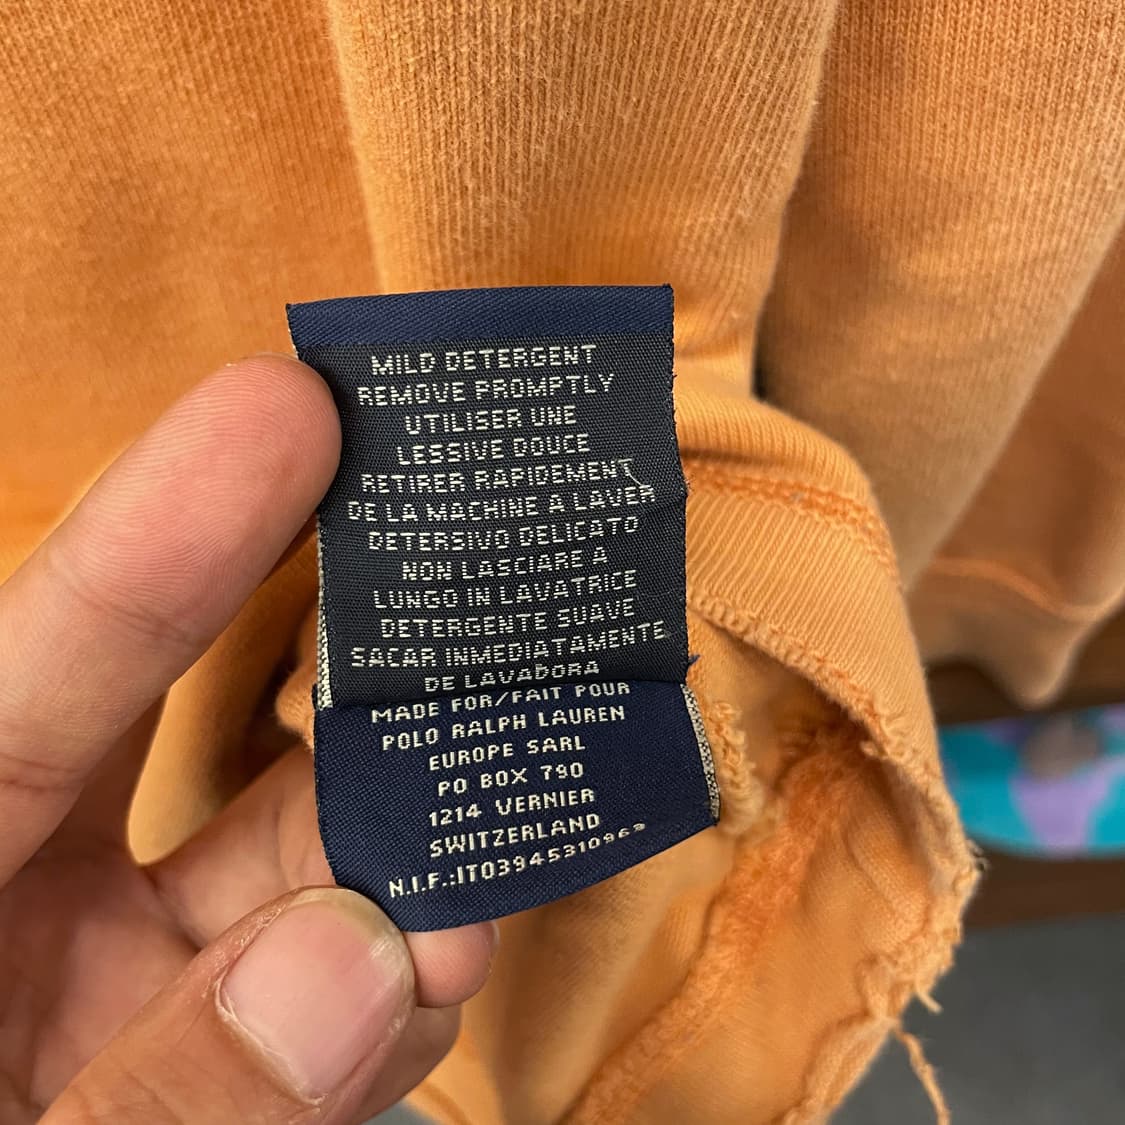 MILD DETERGENT
REMOVE PROMPTLY
UTILISER UNE
LESSIVE DOUCE
RETIRER RAPIDEMENT
DE LA MACHINE A LAVER
DETERSIVO DELICATO
NON LASCIARE A
LUNGO IN LAVATRICE
DETERGENTE SUAVE
SACAR INMEDIATAMENTE
DE LAVADORA
MADE FOR/FAIT POUR
POLO RALPH LAUREN
EUROPE SARL
PO BOX 790
1214 VERNIER
SWITZERLAND
N.I.F.:IT03945310962